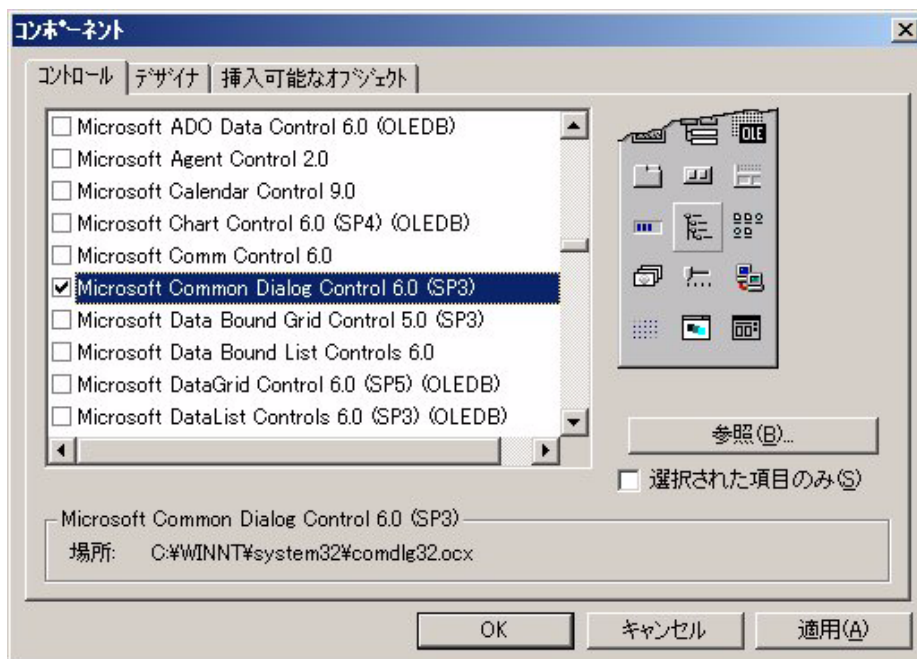 コンポーネント
コントロール デザイナ 挿入可能なオブジェクト
Microsoft ADO Data Control 6.0 (OLEDB)
Microsoft Agent Control 2.0
Microsoft Calendar Control 9.0
Microsoft Chart Control 6.0 (SP4) (OLEDB)
Microsoft Comm Control 6.0
Microsoft Common Dialog Control 6.0 (SP3)
Microsoft Data Bound Grid Control 5.0 (SP3)
Microsoft Data Bound List Controls 6.0
Microsoft DataGrid Control 6.0 (SP5) (OLEDB)
Microsoft DataList Controls 6.0 (SP3) (OLEDB)
OLE
参照(B)...
選択された項目のみ(S)
Microsoft Common Dialog Control 6.0 (SP3)
場所: C:¥WINNT¥system32¥comdlg32.ocx
OK キャンセル 適用(A)